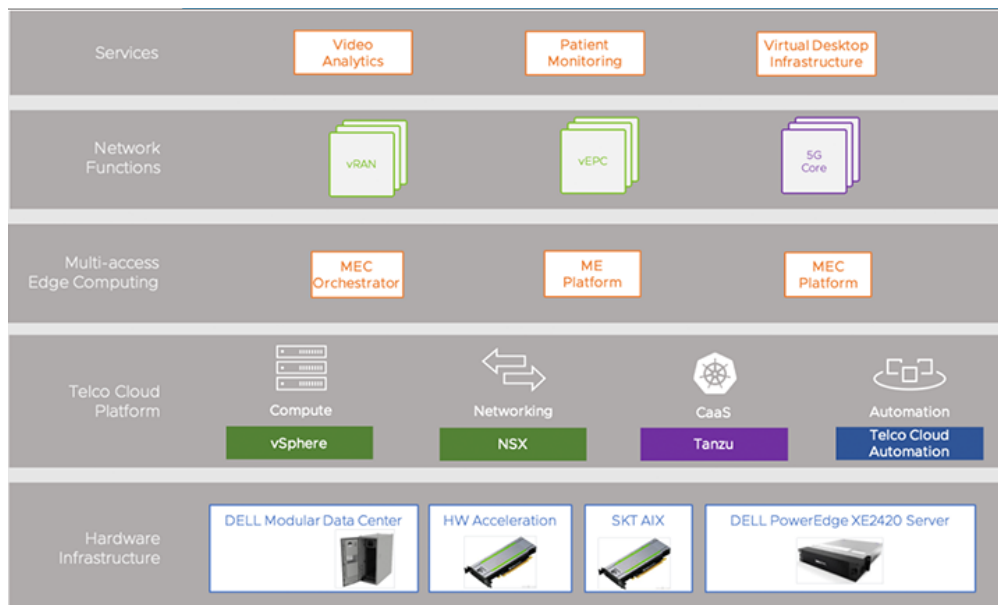 Services
Video
Analytics
Patient
Monitoring
Virtual Desktop
Infrastructure
Network
Functions
vRAN
vEPC
5G
Core
Multi-access
Edge Computing
MEC
Orchestrator
ME
Platform
MEC
Platform
Telco Cloud
Platform
Compute
vSphere
Networking
NSX
CaaS
Tanzu
Automation
Telco Cloud
Automation
Hardware
Infrastructure
DELL Modular Data Center
HW Acceleration
SKT AIX
DELL PowerEdge XE2420 Server